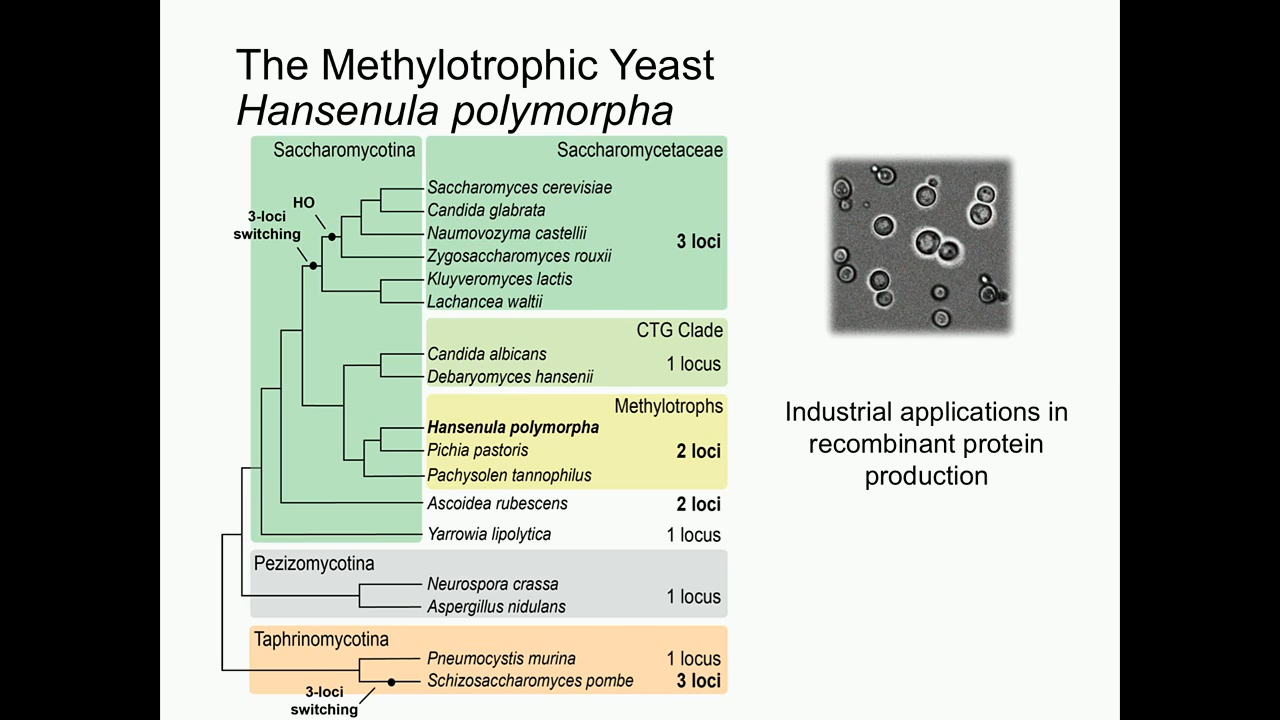 The Methylotrophic Yeast
Hansenula polymorpha
Saccharomycotina
Saccharomycetaceae
HO
3-loci
switching
Saccharomyces cerevisiae
Candida glabrata
Naumovozyma castellii
3 loci
Zygosaccharomyces rouxii
Kluyveromyces lactis
Lachancea waltii
CTG Clade
Candida albicans
1 locus
Debaryomyces hansenii
Methylotrophs
Hansenula polymorpha
Pichia pastoris
2 loci
Pachysolen tannophilus
Ascoidea rubescens
2 loci
Yarrowia lipolytica
1 locus
Pezizomycotina
Neurospora crassa
1 locus
Aspergillus nidulans
Taphrinomycotina
Pneumocystis murina
1 locus
Schizosaccharomyces pombe
3 loci
3-loci
switching
Industrial applications in
recombinant protein
production